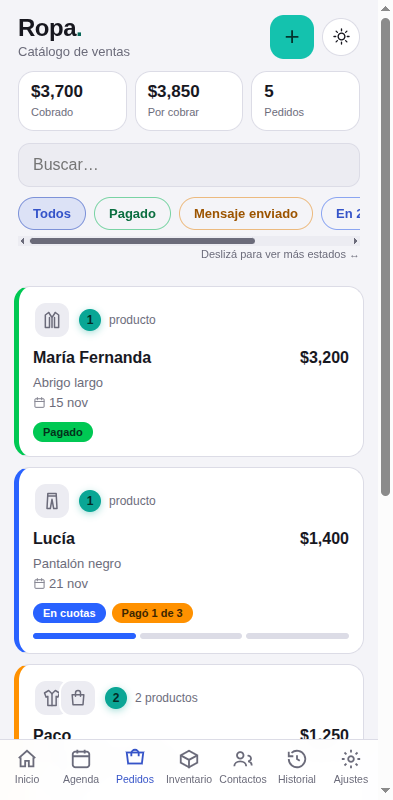 Ropa.
Catálogo de ventas
$3,700
Cobrado
$3,850
Por cobrar
5
Pedidos
Buscar…
Todos
Pagado
Mensaje enviado
En 2
Deslizá para ver más estados ↔
1 producto
María Fernanda $3,200
Abrigo largo
15 nov
Pagado
1 producto
Lucía $1,400
Pantalón negro
21 nov
En cuotas Pagó 1 de 3
2 2 productos
Paco $1,250
Inicio Agenda Pedidos Inventario Contactos Historial Ajustes